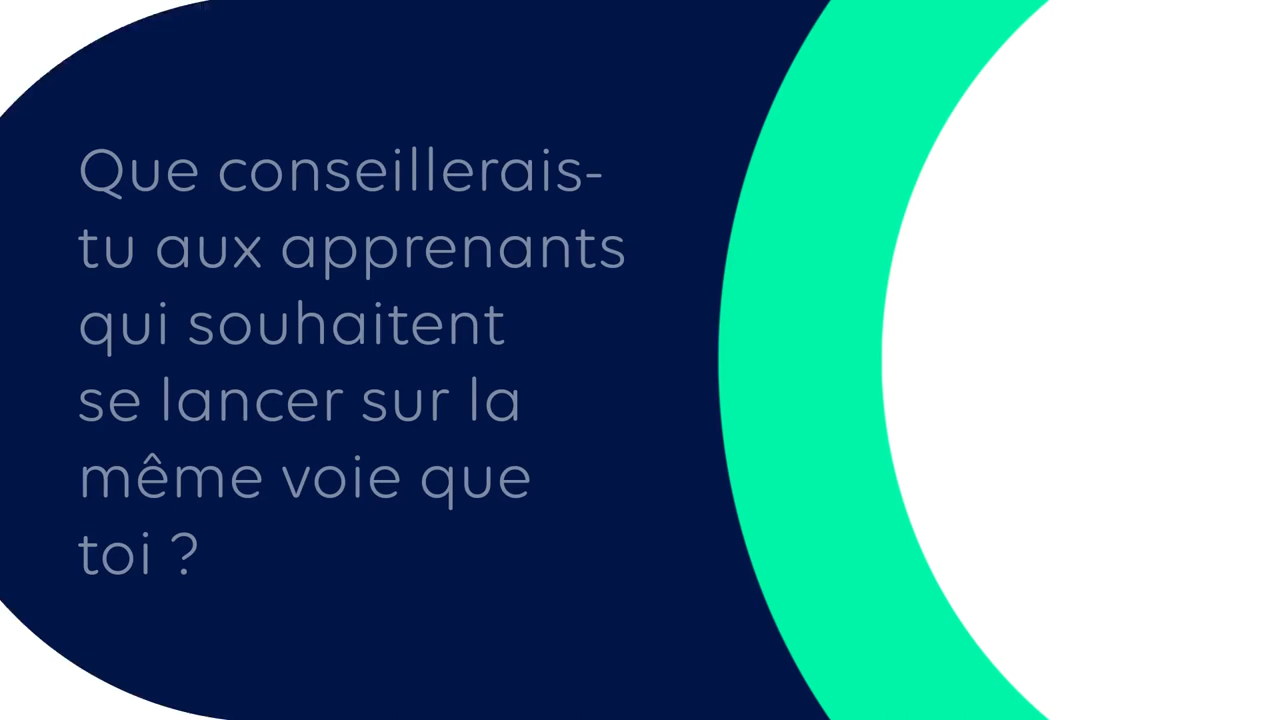 Que conseillerais-
tu aux apprenants
qui souhaitent
se lancer sur la
même voie que
toi ?